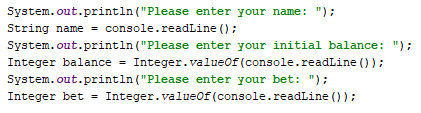 System.out.println("Please enter your name: ");
String name = console.readLine();
System.out.println("Please enter your initial balance: ");
Integer balance = Integer.valueOf(console.readLine());
System.out.println("Please enter your bet: ");
Integer bet = Integer.valueOf(console.readLine());